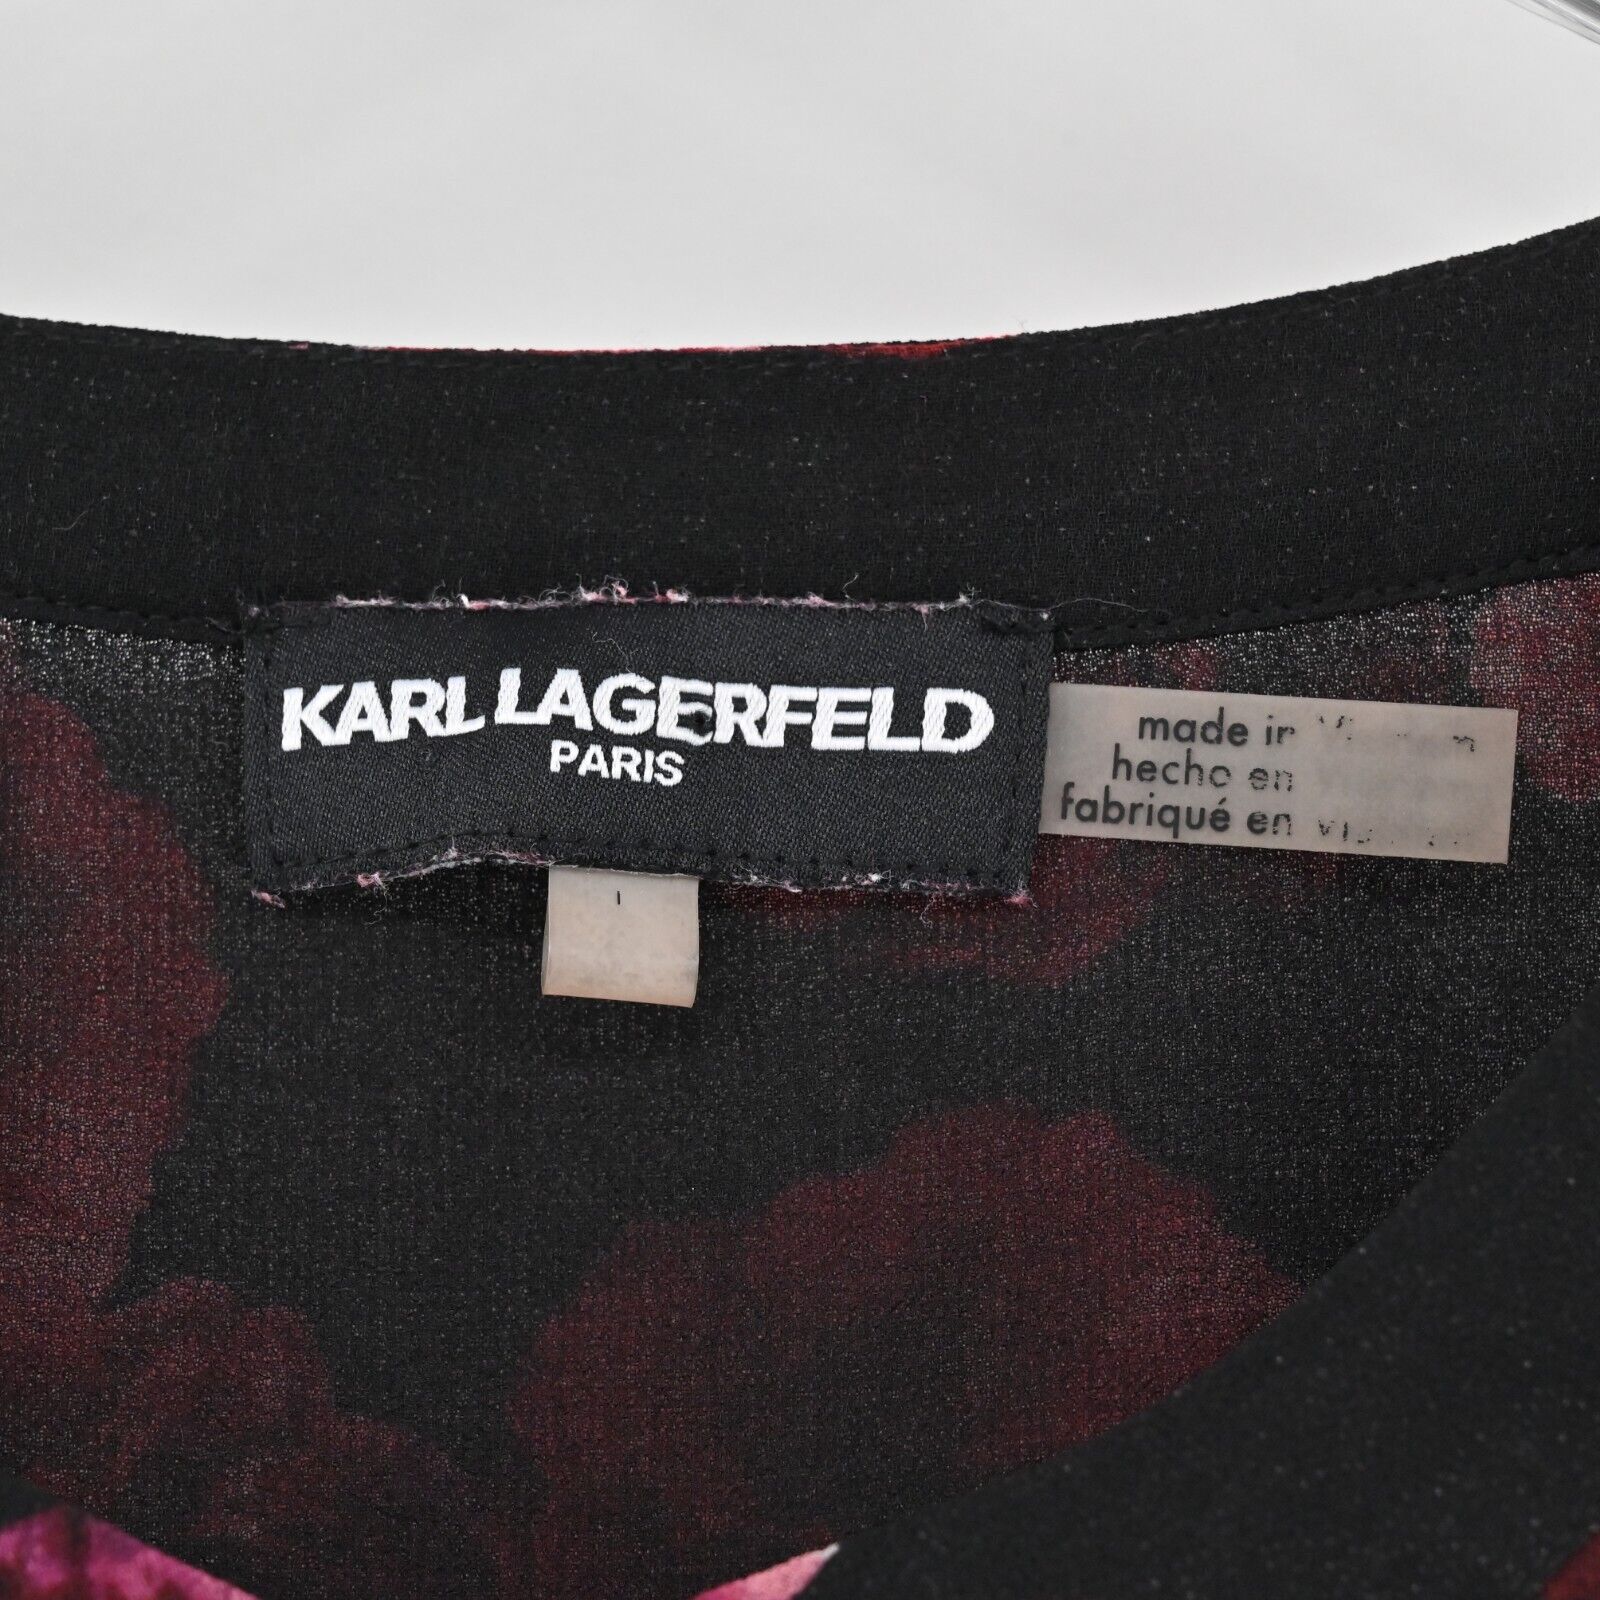 KARL LAGERFELD
PARIS
made in
hecho en
fabriqué en